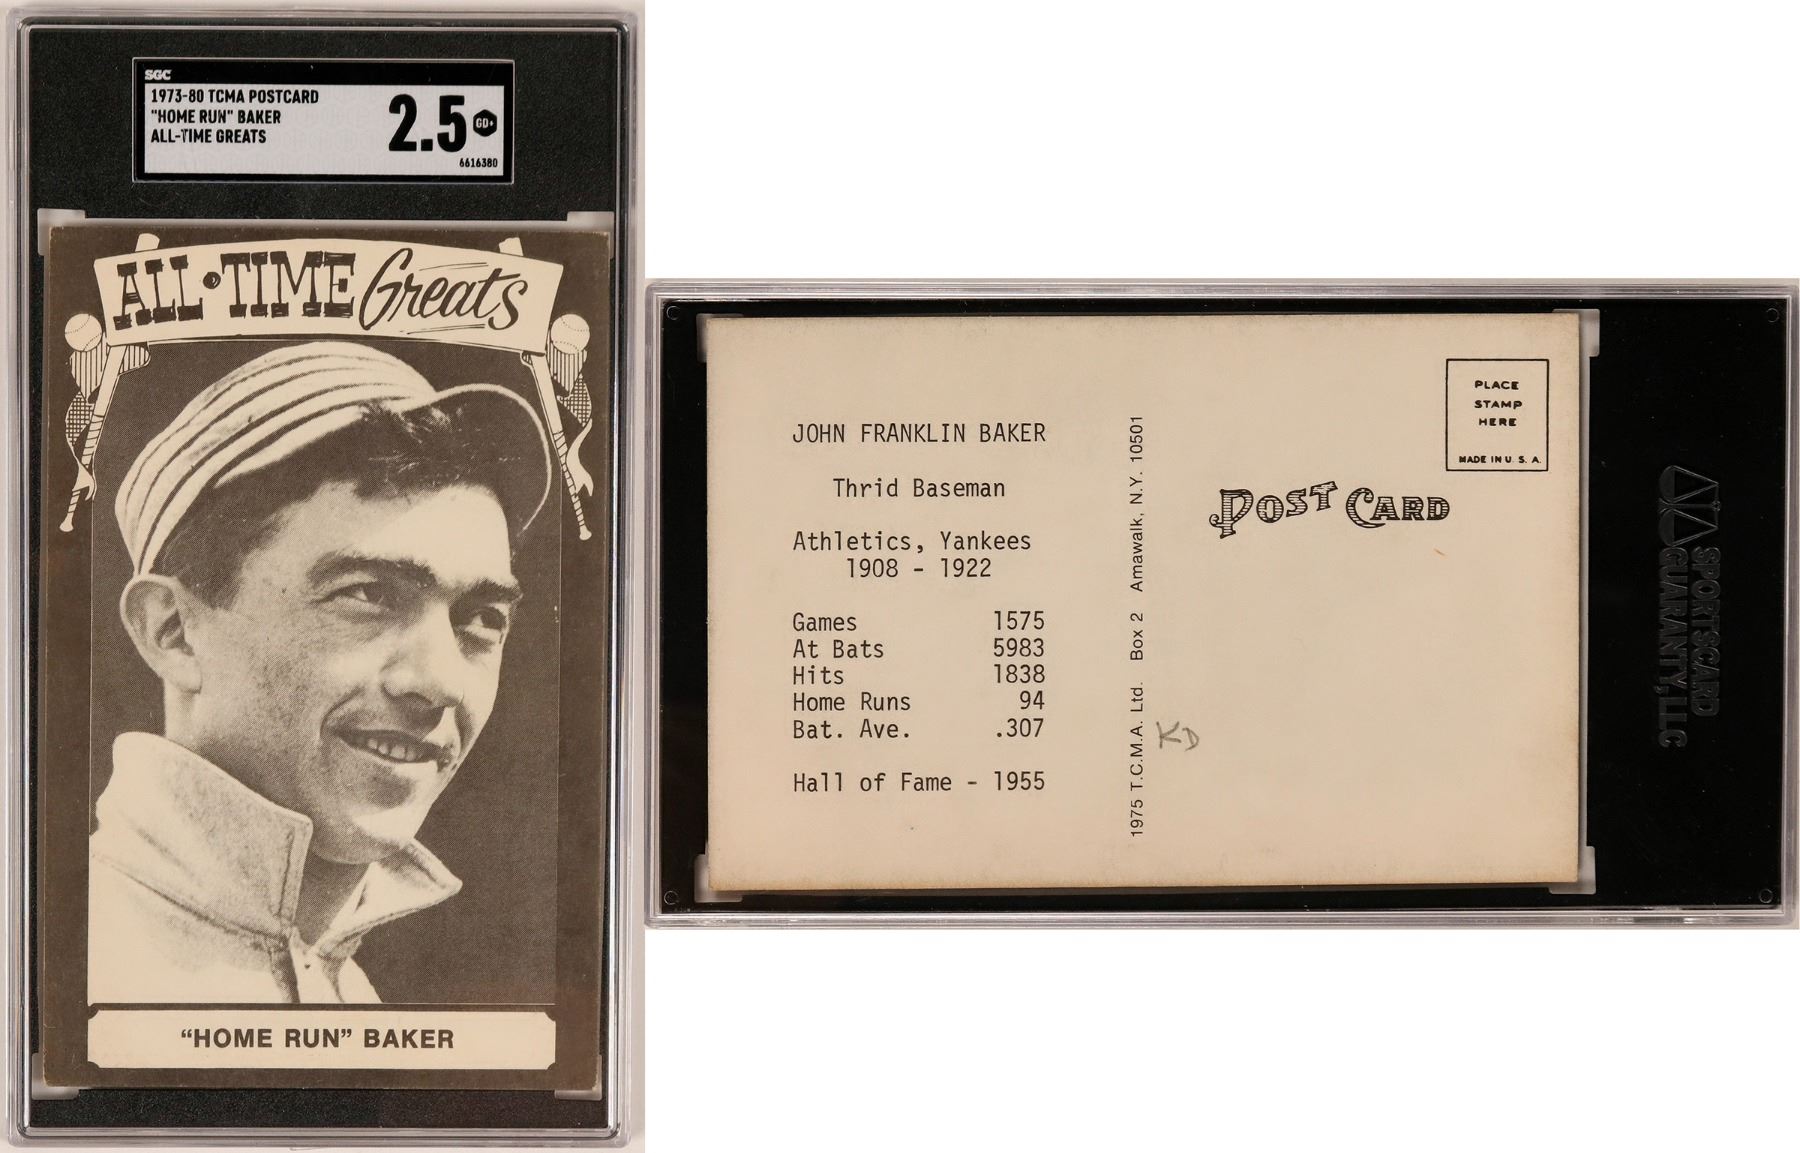 SGC
1973-80 TCMA POSTCARD
"HOME RUN" BAKER
ALL-TIME GREATS
2.5
GD+
6616380
ALL·TIME Greats
“HOME RUN” BAKER
JOHN FRANKLIN BAKER
Thrid Baseman
Athletics, Yankees
1908 - 1922
Games 1575
At Bats 5983
Hits 1838
Home Runs 94
Bat. Ave. .307
Hall of Fame - 1955
1975 T.C.M.A. Ltd. Box 2 Amawalk, N.Y. 10501
KD
POST CARD
PLACE
STAMP
HERE
MADE IN U. S. A.
SPORTSCARD
GUARANTY, LLC